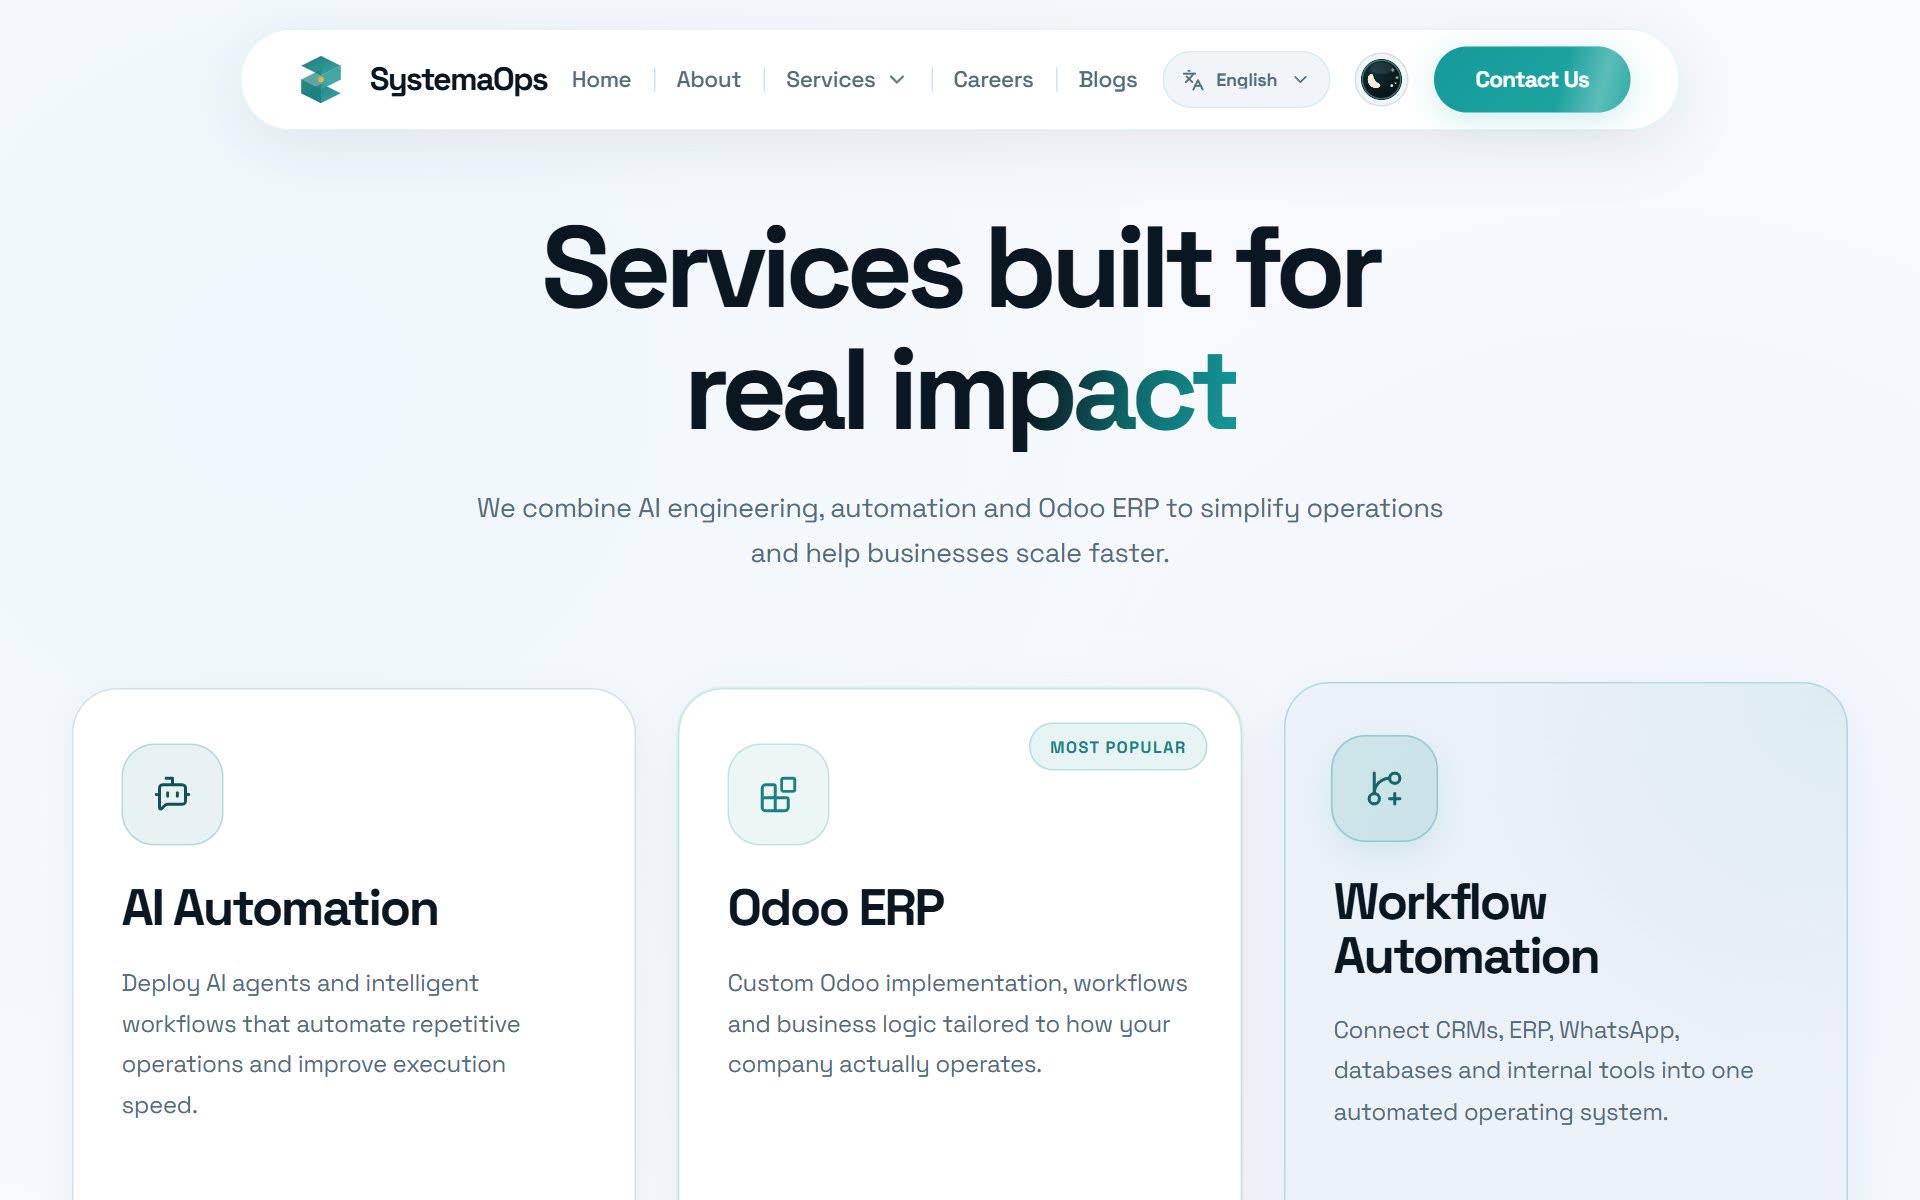 SystemaOps
Home
About
Services
Careers
Blogs
English
Contact Us
Services built for
real impact
We combine AI engineering, automation and Odoo ERP to simplify operations
and help businesses scale faster.
AI Automation
Deploy AI agents and intelligent
workflows that automate repetitive
operations and improve execution
speed.
MOST POPULAR
Odoo ERP
Custom Odoo implementation, workflows
and business logic tailored to how your
company actually operates.
Workflow
Automation
Connect CRMs, ERP, WhatsApp,
databases and internal tools into one
automated operating system.